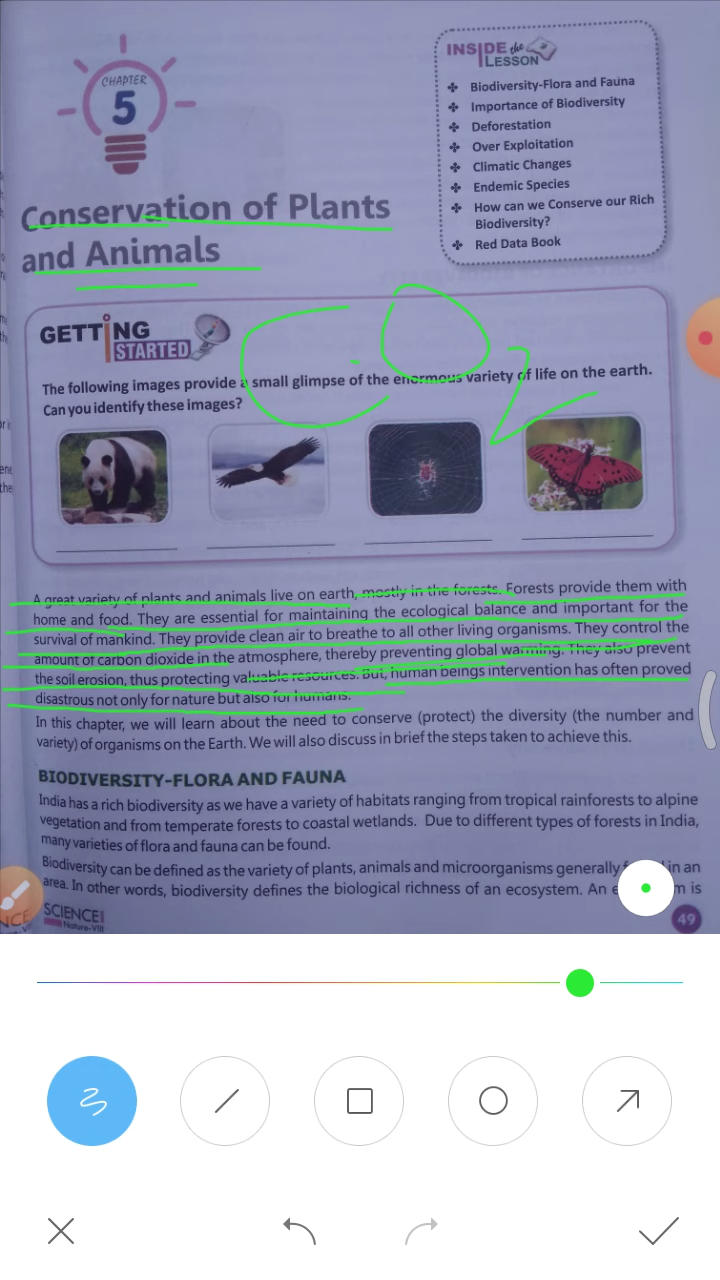 CHAPTER
5
Conservation of Plants
and Animals
INSIDE the
LESSON
Biodiversity-Flora and Fauna
Importance of Biodiversity
Deforestation
Over Exploitation
Climatic Changes
Endemic Species
How can we Conserve our Rich
Biodiversity?
Red Data Book
GETTING
STARTED
The following images provide a small glimpse of the enormous variety of life on the earth.
Can you identify these images?
A great variety of plants and animals live on earth, mostly in the forests. Forests provide them with
home and food. They are essential for maintaining the ecological balance and important for the
survival of mankind. They provide clean air to breathe to all other living organisms. They control the
amount of carbon dioxide in the atmosphere, thereby preventing global warming. They also prevent
the soil erosion, thus protecting valuable resources. But, human beings intervention has often proved
disastrous not only for nature but also for humans.
In this chapter, we will learn about the need to conserve (protect) the diversity (the number and
variety) of organisms on the Earth. We will also discuss in brief the steps taken to achieve this.
BIODIVERSITY-FLORA AND FAUNA
India has a rich biodiversity as we have a variety of habitats ranging from tropical rainforests to alpine
vegetation and from temperate forests to coastal wetlands. Due to different types of forests in India,
many varieties of flora and fauna can be found.
Biodiversity can be defined as the variety of plants, animals and microorganisms generally in an
area. In other words, biodiversity defines the biological richness of an ecosystem. An is
SCIENCE
Nature-VIII
49